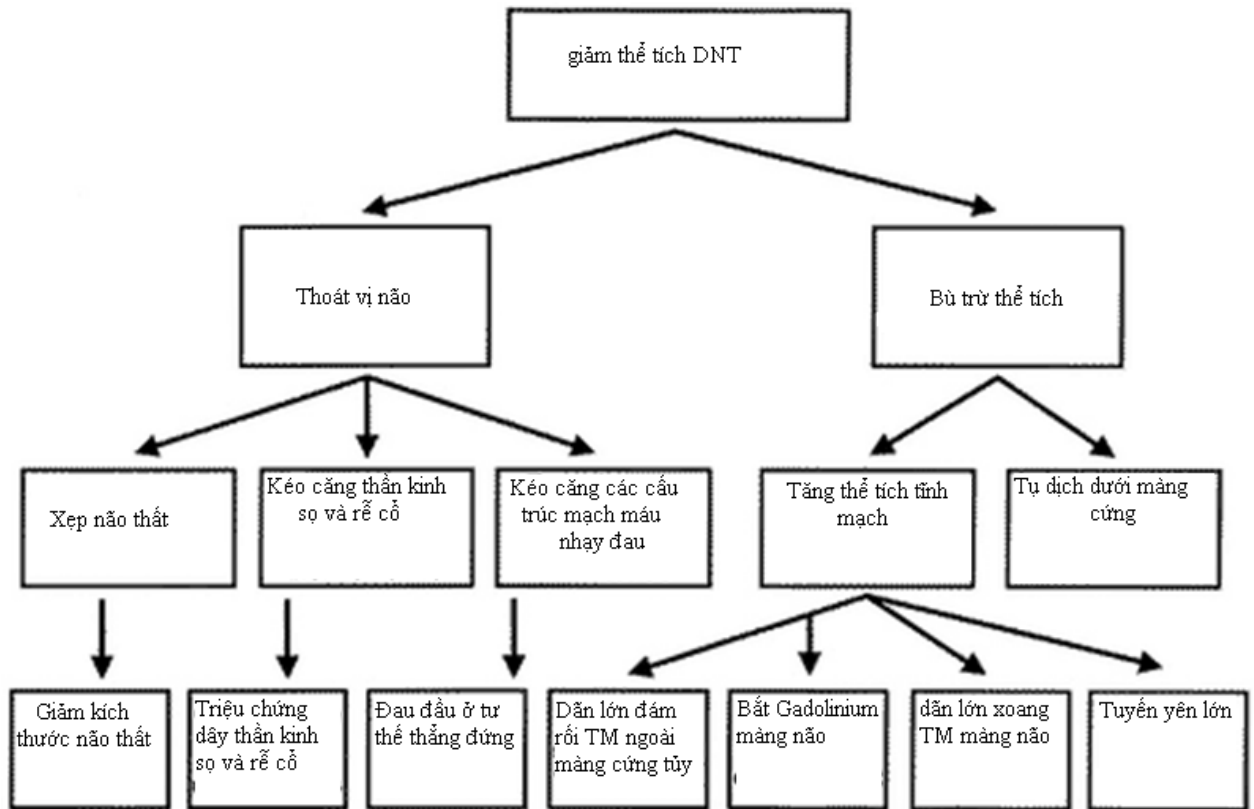 giảm thể tích DNT
Thoát vị não
Bù trừ thể tích
Xẹp não thất
Kéo căng thần kinh
sọ và rễ cổ
Kéo căng các cấu
trúc mạch máu
nhạy đau
Tăng thể tích tĩnh
mạch
Tụ dịch dưới màng
cứng
Giảm kích
thước não thất
Triệu chứng
dây thần kinh
sọ và rễ cổ
Đau đầu ở tư
thế thẳng đứng
Dãn lớn đám
rối TM ngoài
màng cứng tủy
Bắt Gadolinium
màng não
dãn lớn xoang
TM màng não
Tuyến yên lớn